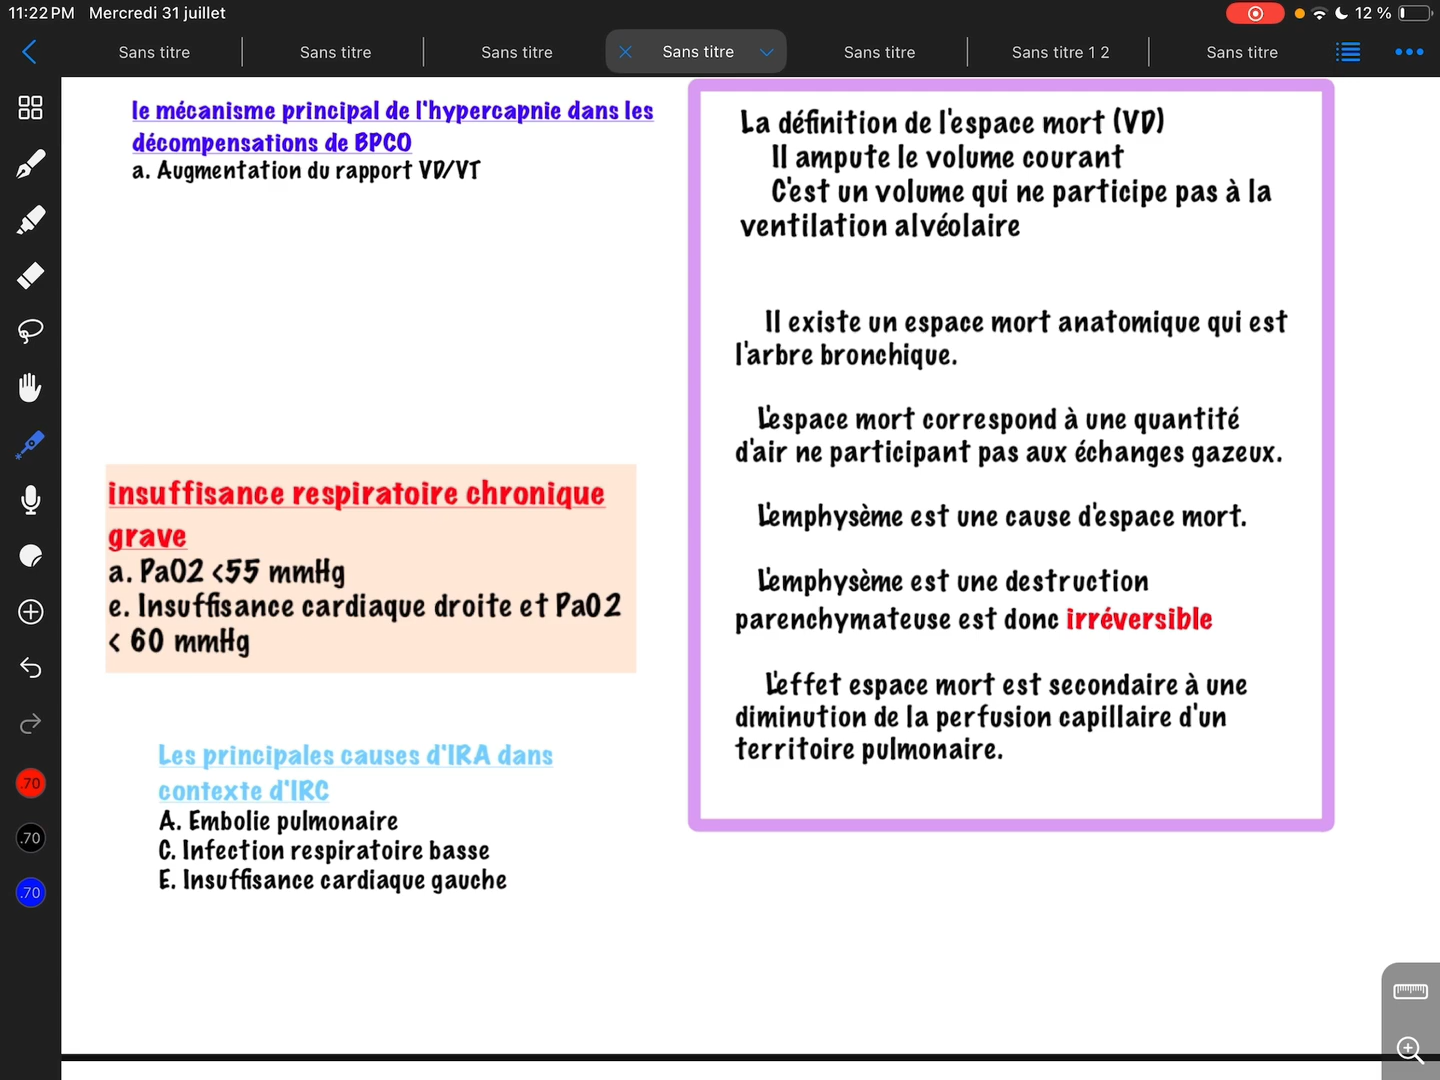 11:22 PM Mercredi 31 juillet
12 %
Sans titre
Sans titre
Sans titre
Sans titre
Sans titre
Sans titre 1 2
Sans titre
le mécanisme principal de l'hypercapnie dans les
décompensations de BPCO
a. Augmentation du rapport VD/VT
insuffisance respiratoire chronique
grave
a. PaO2 <55 mmHg
e. Insuffisance cardiaque droite et PaO2
< 60 mmHg
Les principales causes d'IRA dans
contexte d'IRC
A. Embolie pulmonaire
C. Infection respiratoire basse
E. Insuffisance cardiaque gauche
La définition de l'espace mort (VD)
Il ampute le volume courant
C'est un volume qui ne participe pas à la
ventilation alvéolaire
Il existe un espace mort anatomique qui est
l'arbre bronchique.
L'espace mort correspond à une quantité
d'air ne participant pas aux échanges gazeux.
L'emphysème est une cause d'espace mort.
L'emphysème est une destruction
parenchymateuse est donc irréversible
L'effet espace mort est secondaire à une
diminution de la perfusion capillaire d'un
territoire pulmonaire.
.70
.70
.70